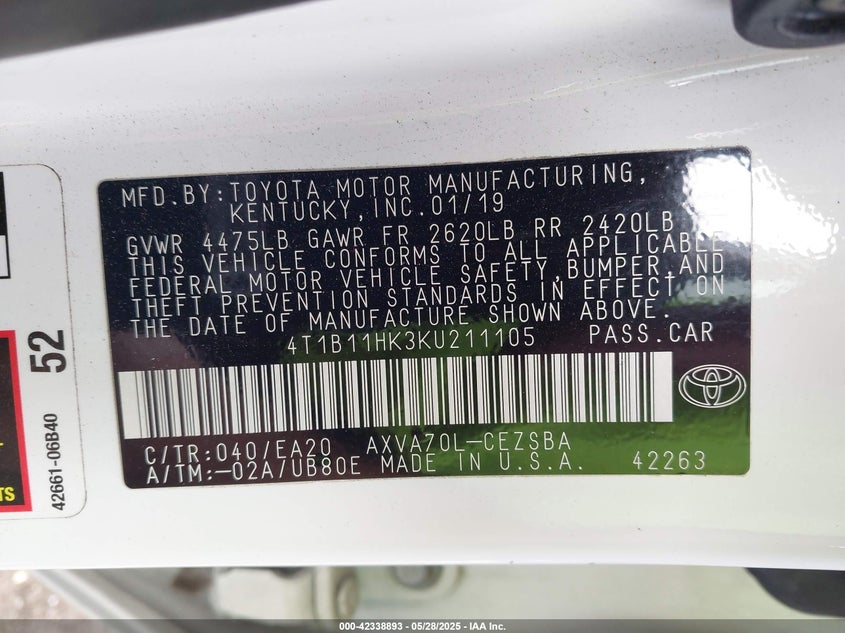 MFD.BY:TOYOTA MOTOR MANUFACTURING,
KENTUCKY,INC.01/19
GVWR 4475LB GAWR FR 2620LB RR 2420LB
THIS VEHICLE CONFORMS TO ALL APPLICABLE
FEDERAL MOTOR VEHICLE SAFETY,BUMPER,AND
THEFT PREVENTION STANDARDS IN EFFECT ON
THE DATE OF MANUFACTURE SHOWN ABOVE.
4T1B11HK3KU211105 PASS.CAR
C/TR:040/EA20 AXVA70L-CEZSBA
A/TM:-02A/UB80E MADE IN U.S.A. 42263
52
42661-06B40
TS
000-42338893 - 05/28/2025 - IAA Inc.